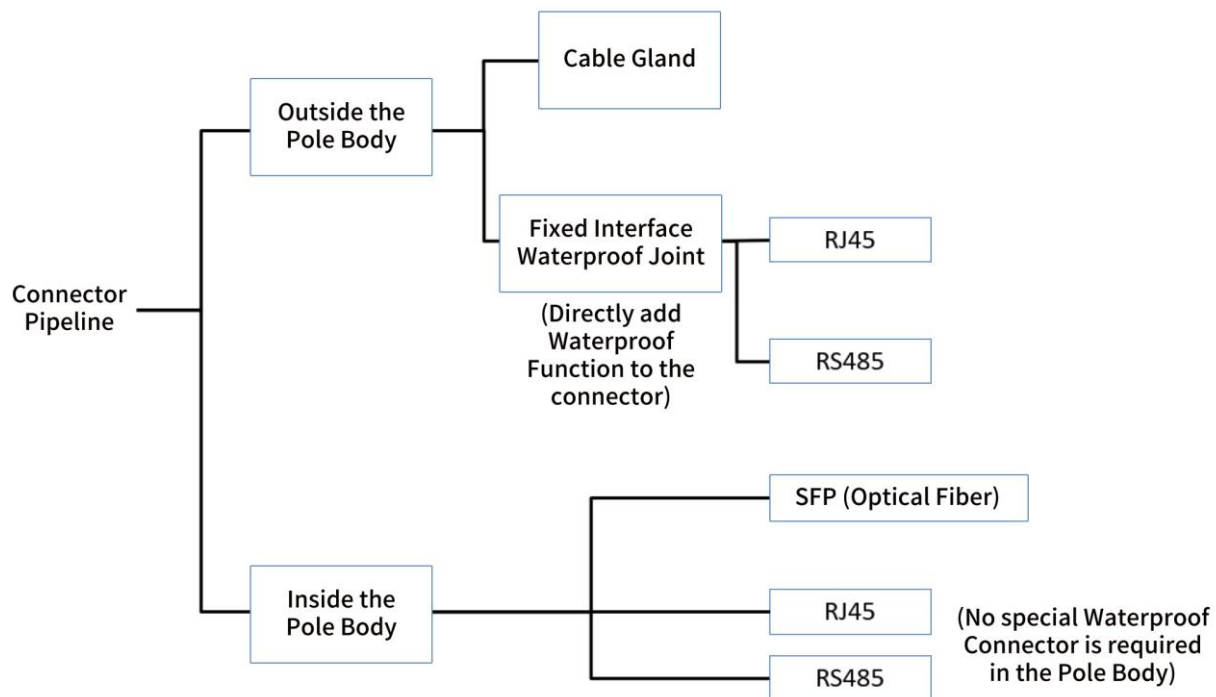 Connector
Pipeline
Outside the
Pole Body
Cable Gland
Fixed Interface
Waterproof Joint
(Directly add
Waterproof
Function to the
connector)
RJ45
RS485
Inside the
Pole Body
SFP (Optical Fiber)
RJ45
RS485
(No special Waterproof
Connector is required
in the Pole Body)